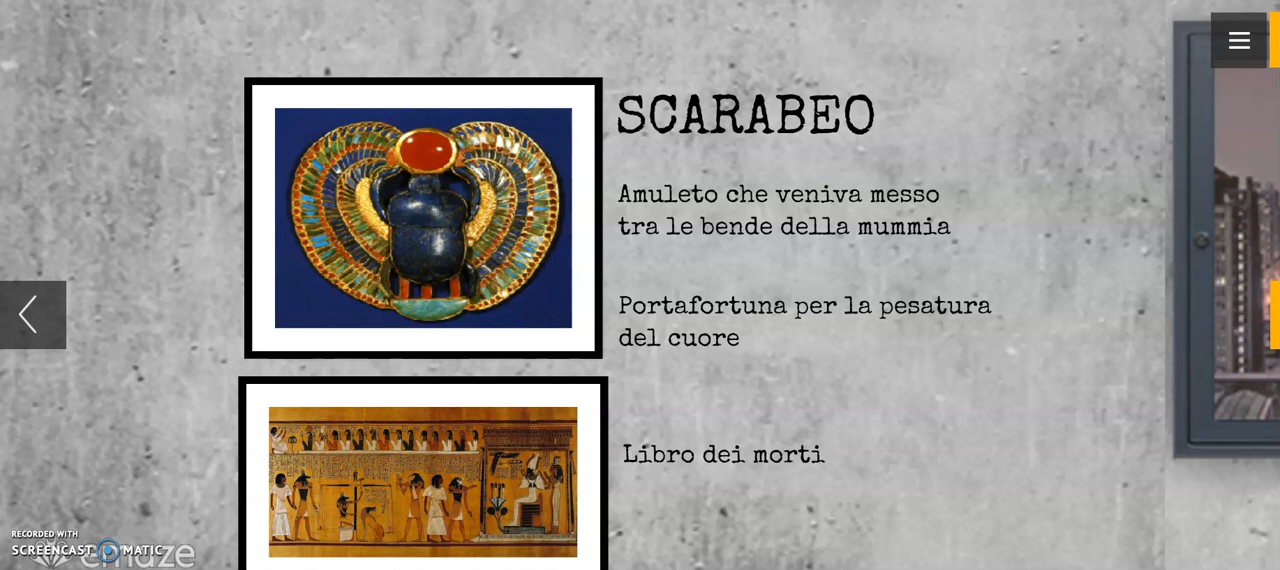 SCARABEO
Amuleto che veniva messo
tra le bende della mummia
Portafortuna per la pesatura
del cuore
Libro dei morti
RECORDED WITH
SCREENCAST MATIC
emaze